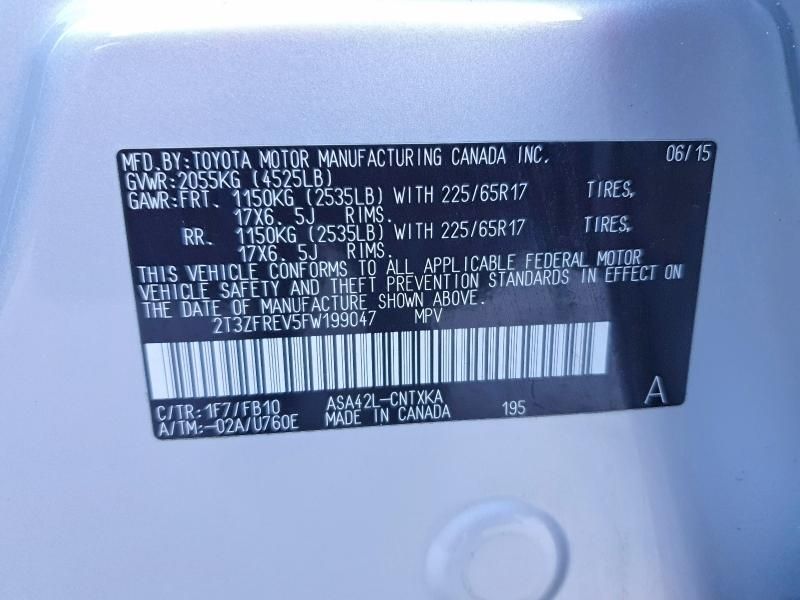 MFD.BY:TOYOTA MOTOR MANUFACTURING CANADA INC. 06/15
GVWR:2055KG (4525LB)
GAWR:FRT. 1150KG (2535LB) WITH 225/65R17 TIRES,
17X6. 5J RIMS.
RR. 1150KG (2535LB) WITH 225/65R17 TIRES,
17X6. 5J RIMS.
THIS VEHICLE CONFORMS TO ALL APPLICABLE FEDERAL MOTOR
VEHICLE SAFETY AND THEFT PREVENTION STANDARDS IN EFFECT ON
THE DATE OF MANUFACTURE SHOWN ABOVE.
2T3ZFREV5FW199047 MPV
C/TR:1F7/FB10 ASA42L-CNTXKA 195 A
A/TM:-02A/U760E MADE IN CANADA